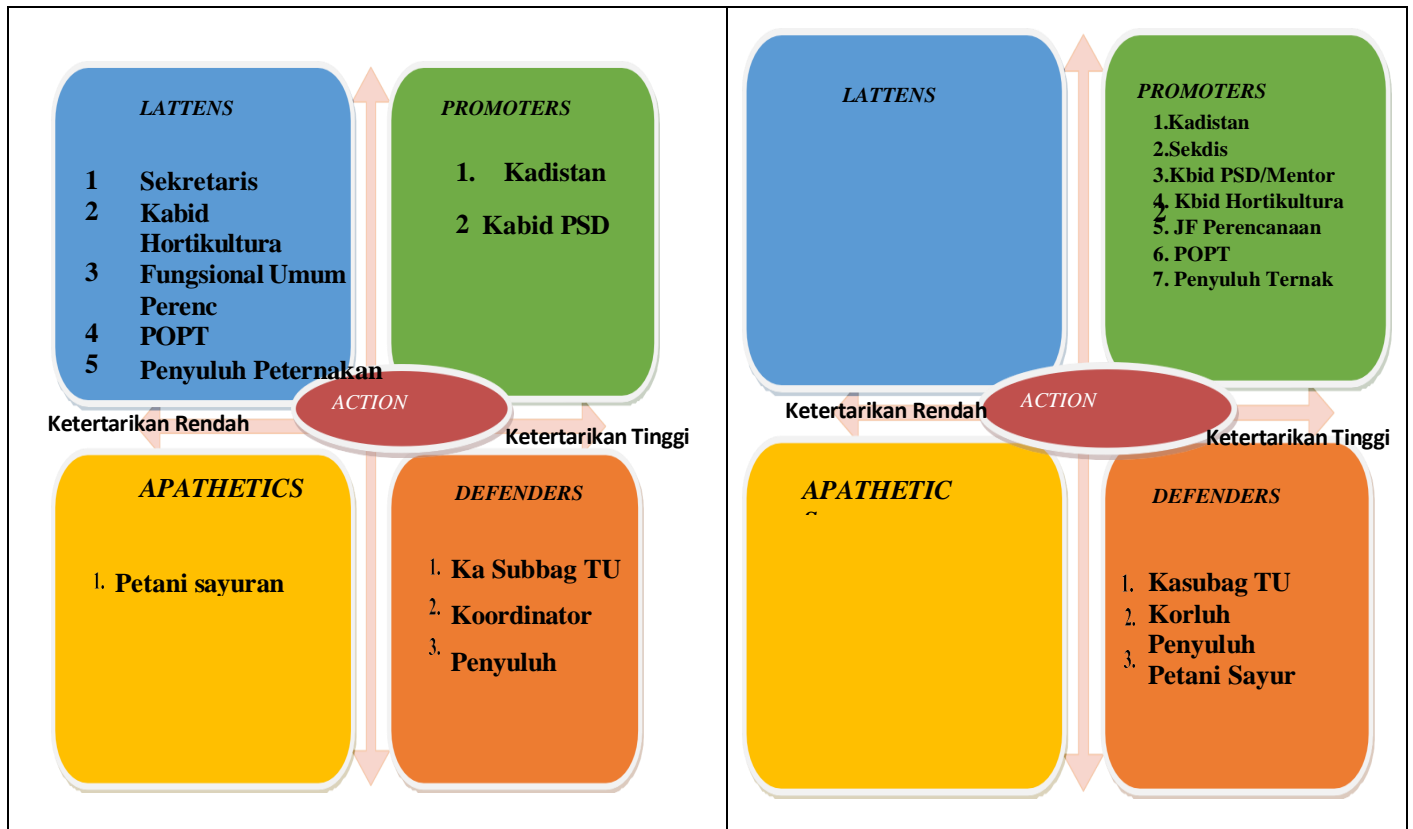 LATTENS
1 Sekretaris
2 Kabid
Hortikultura
3 Fungsional Umum
Perenc
4 POPT
5 Penyuluh Peternakan
PROMOTERS
1. Kadistan
2 Kabid PSD
ACTION
Ketertarikan Rendah
Ketertarikan Tinggi
APATHETICS
1. Petani sayuran
DEFENDERS
1. Ka Subbag TU
2. Koordinator
3.
Penyuluh
LATTENS
PROMOTERS
1.Kadistan
2.Sekdis
3.Kbid PSD/Mentor
4. Kbid Hortikultura
2
5. JF Perencanaan
6. POPT
7. Penyuluh Ternak
ACTION
Ketertarikan Rendah
Ketertarikan Tinggi
APATHETIC
S
DEFENDERS
1. Kasubag TU
2. Korluh
Penyuluh
3. Petani Sayur